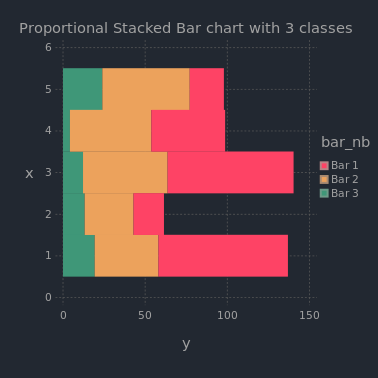 Proportional Stacked Bar chart with 3 classes
6
5
4
3
2
1
0
x
0 50 100 150
y
bar_nb
Bar 1
Bar 2
Bar 3